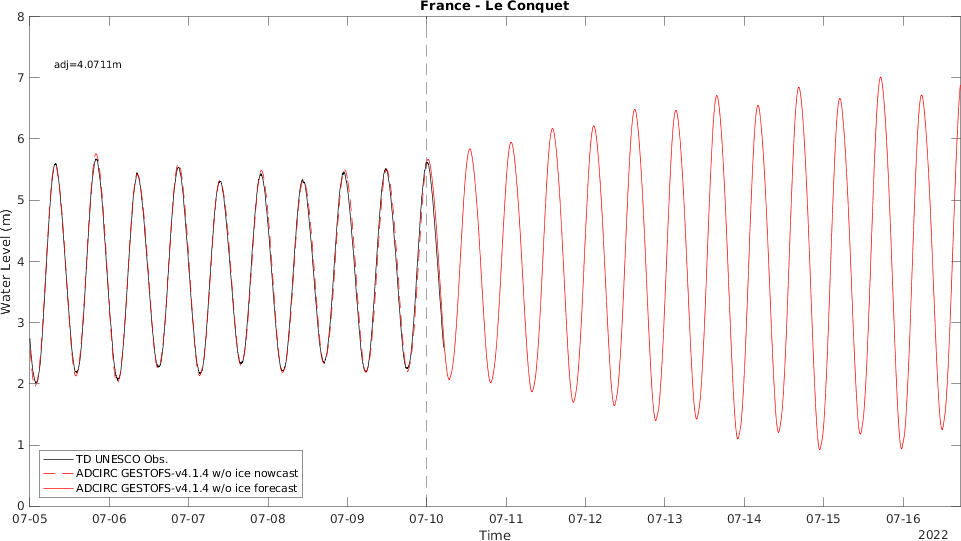 France - Le Conquet
8
adj=4.0711m
7
6
5
4
3
2
1
0
Water Level (m)
TD UNESCO Obs.
ADCIRC GESTOFS-v4.1.4 w/o ice nowcast
ADCIRC GESTOFS-v4.1.4 w/o ice forecast
07-05 07-06 07-07 07-08 07-09 07-10 07-11 07-12 07-13 07-14 07-15 07-16
Time
2022